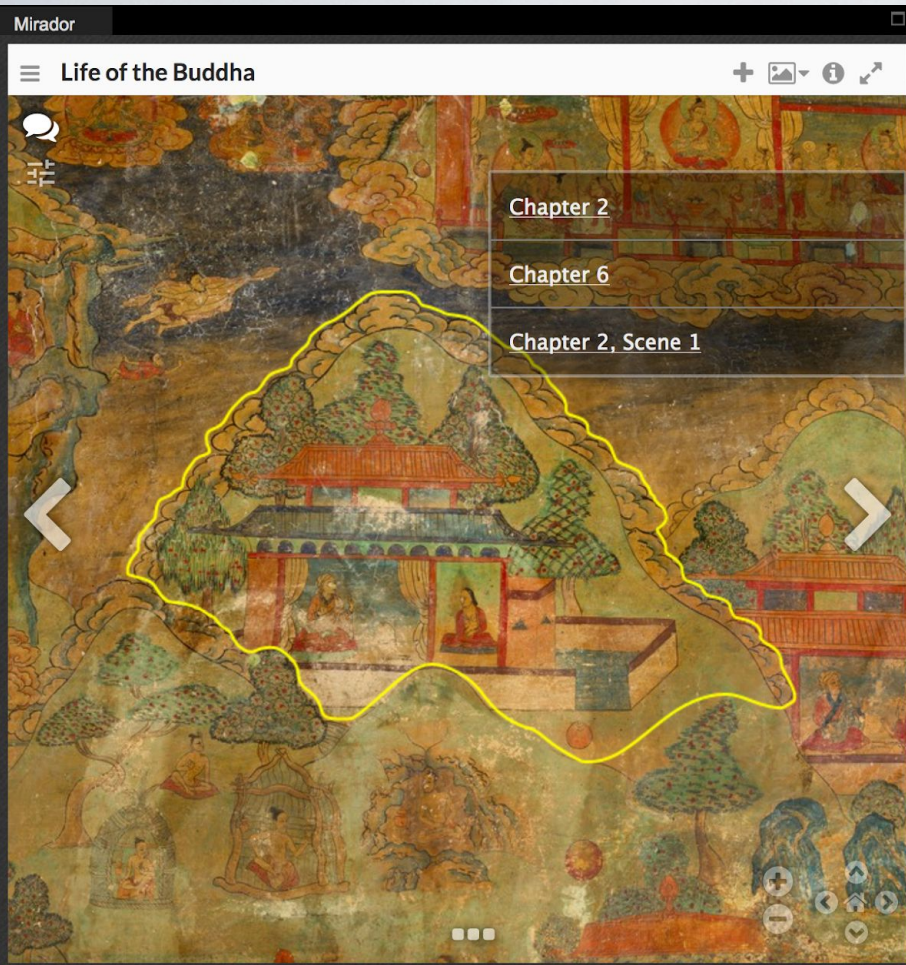 Mirador
Life of the Buddha
Chapter 2
Chapter 6
Chapter 2, Scene 1